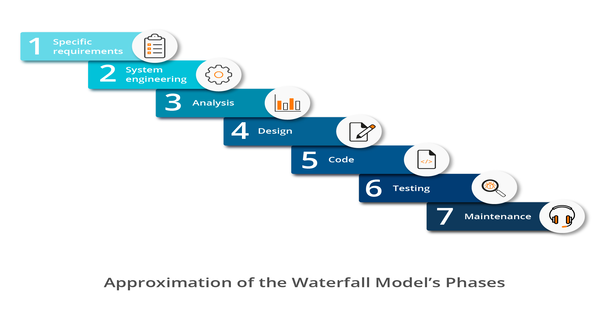 1 Specific
requirements
2 System
engineering
3 Analysis
4 Design
5 Code
</>
6 Testing
7 Maintenance
Approximation of the Waterfall Model's Phases